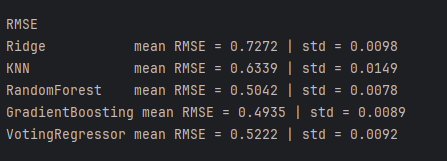 RMSE
Ridge           mean RMSE = 0.7272 | std = 0.0098
KNN             mean RMSE = 0.6339 | std = 0.0149
RandomForest    mean RMSE = 0.5042 | std = 0.0078
GradientBoosting mean RMSE = 0.4935 | std = 0.0089
VotingRegressor mean RMSE = 0.5222 | std = 0.0092